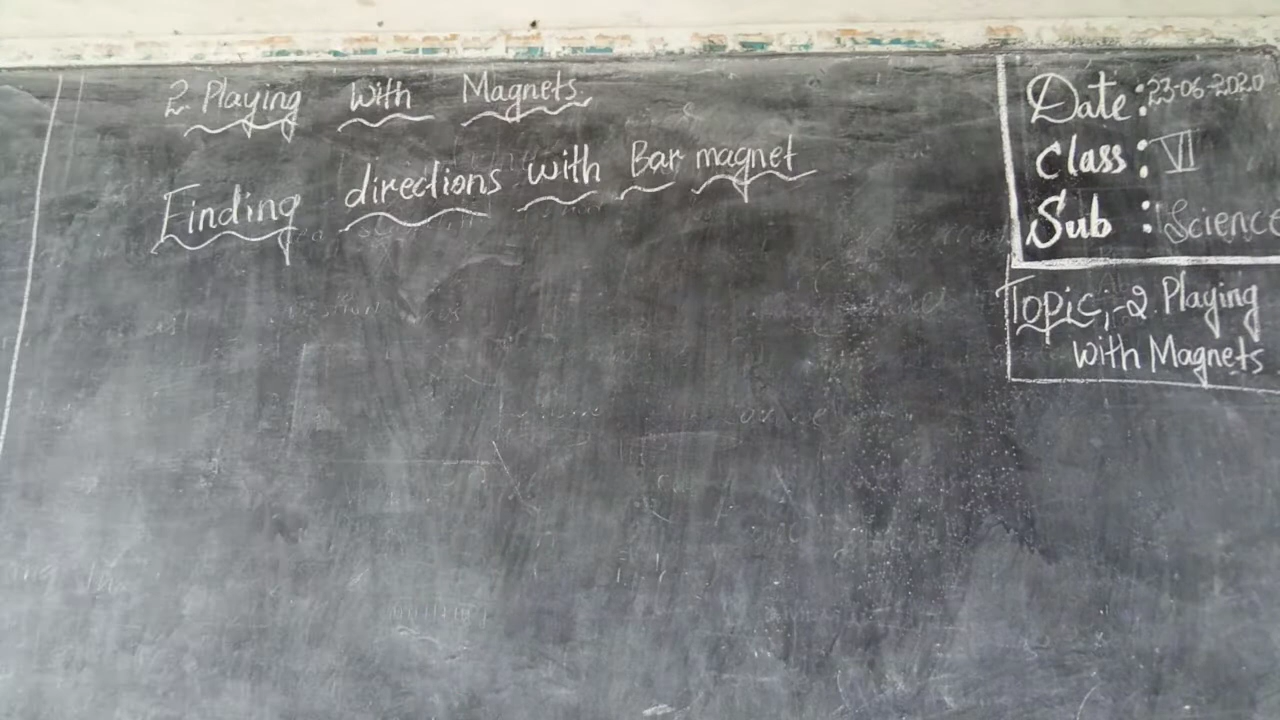 2. Playing with Magnets
Finding directions with Bar magnet
Date: 23-06-2020
Class: VI
Sub : Science
Topic:-2. Playing
with Magnets